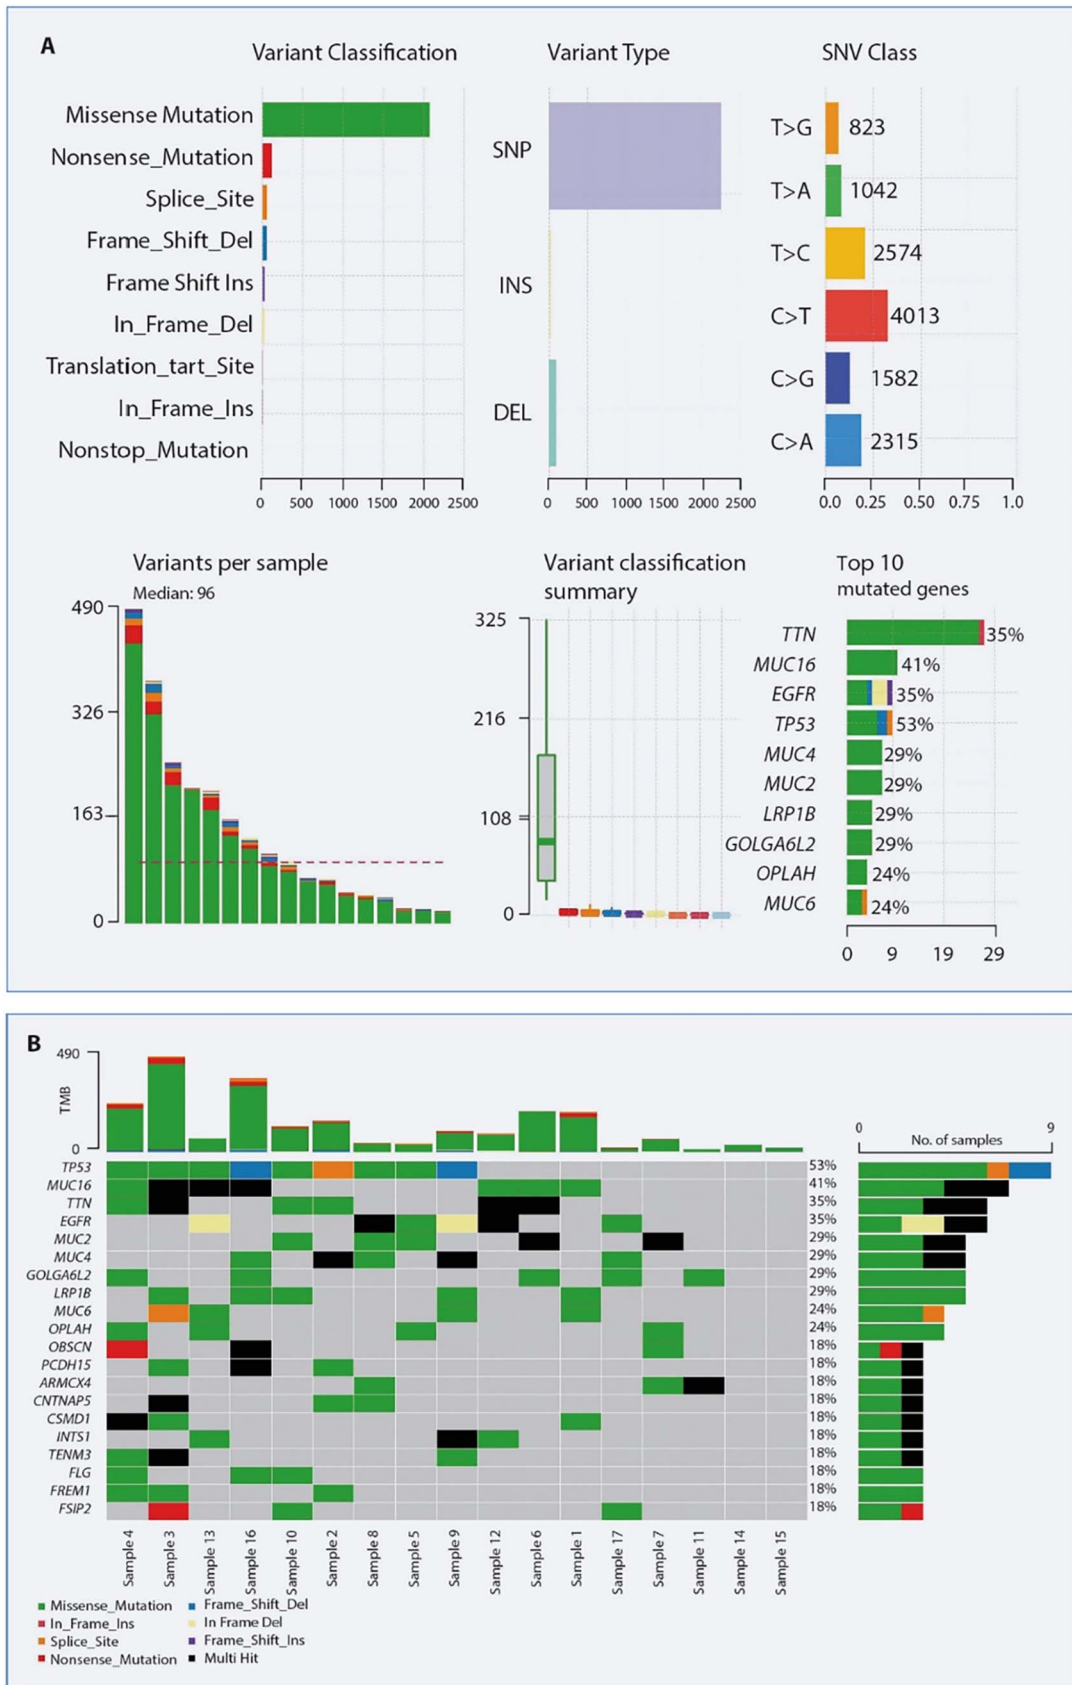 A
Variant Classification
Missense Mutation
Nonsense_Mutation
Splice_Site
Frame_Shift_Del
Frame Shift Ins
In_Frame_Del
Translation_tart_Site
In_Frame_Ins
Nonstop_Mutation
0 500 1000 1500 2000 2500
Variant Type
SNP
INS
DEL
0 500 1000 1500 2000 2500
SNV Class
T>G 823
T>A 1042
T>C 2574
C>T 4013
C>G 1582
C>A 2315
0.0 0.25 0.50 0.75 1.0
Variants per sample
Median: 96
490
326
163
0
Variant classification
summary
325
216
108
0
Top 10
mutated genes
TTN 35%
MUC16 41%
EGFR 35%
TP53 53%
MUC4 29%
MUC2 29%
LRP1B 29%
GOLGA6L2 29%
OPLAH 24%
MUC6 24%
0 9 19 29
B
490
TMB
0
0 9
No. of samples
TP53 53%
MUC16 41%
TTN 35%
EGFR 35%
MUC2 29%
MUC4 29%
GOLGA6L2 29%
LRP1B 29%
MUC6 24%
OPLAH 24%
OBSCN 18%
PCDH15 18%
ARMCX4 18%
CNTNAP5 18%
CSMD1 18%
INTS1 18%
TENM3 18%
FLG 18%
FREM1 18%
FSIP2 18%
Sample 4
Sample 3
Sample 13
Sample 16
Sample 10
Sample 2
Sample 8
Sample 5
Sample 9
Sample 12
Sample 6
Sample 1
Sample 17
Sample 7
Sample 11
Sample 14
Sample 15
Missense_Mutation
In_Frame_Ins
Splice_Site
Nonsense_Mutation
Frame_Shift_Del
In Frame Del
Frame_Shift_Ins
Multi Hit